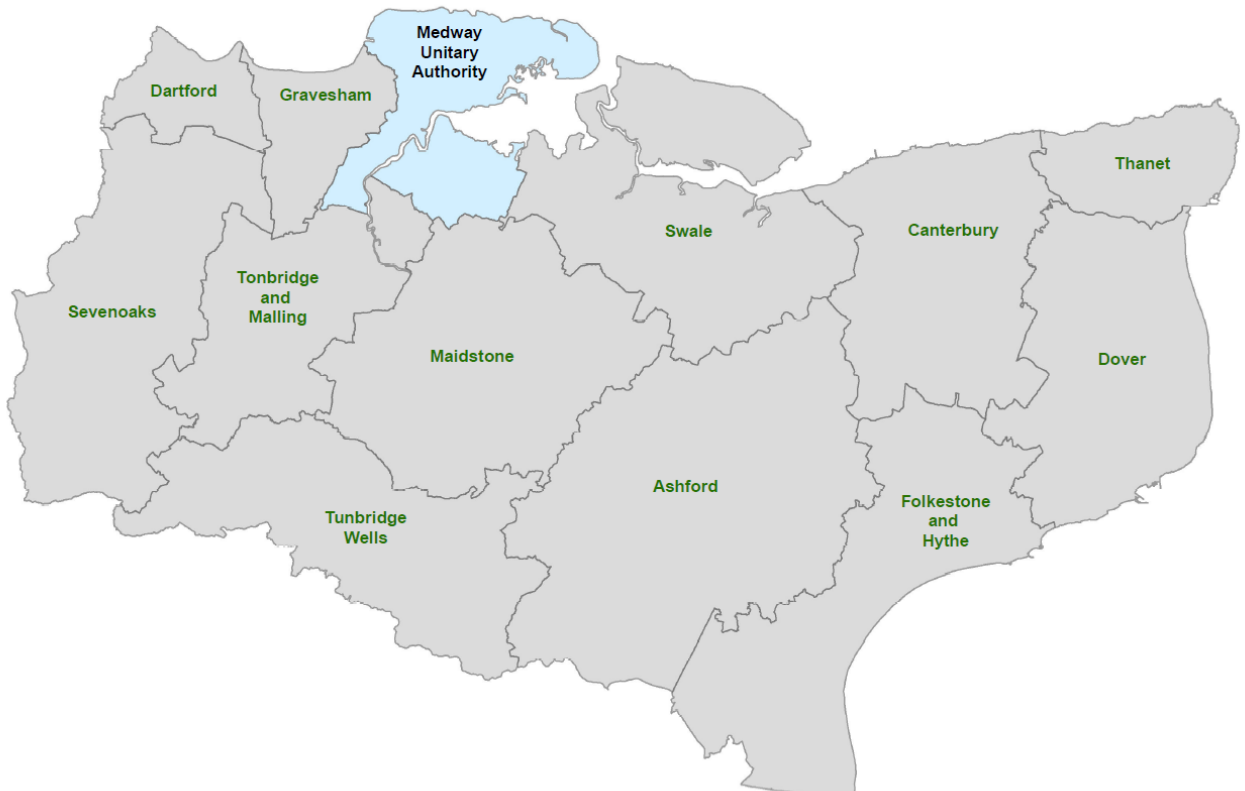 Medway
Unitary
Authority
Dartford
Gravesham
Thanet
Swale
Canterbury
Tonbridge
and
Malling
Sevenoaks
Maidstone
Dover
Ashford
Folkestone
and
Hythe
Tunbridge
Wells